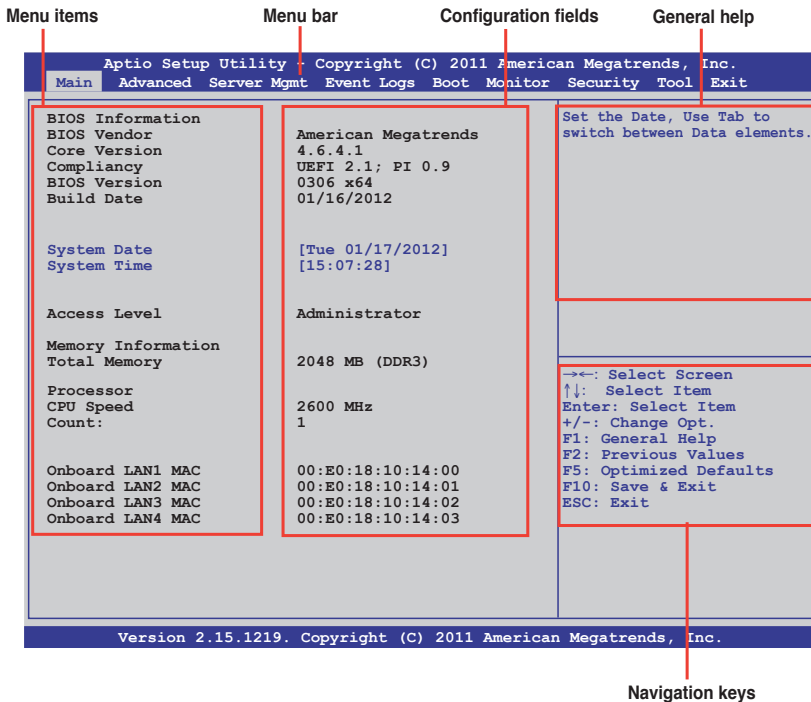 Menu items Menu bar Configuration fields General help
Aptio Setup Utility - Copyright (C) 2011 American Megatrends, Inc.
Main Advanced Server Mgmt Event Logs Boot Monitor Security Tool Exit
BIOS Information
BIOS Vendor American Megatrends
Core Version 4.6.4.1
Compliancy UEFI 2.1; PI 0.9
BIOS Version 0306 x64
Build Date 01/16/2012
System Date [Tue 01/17/2012]
System Time [15:07:28]
Access Level Administrator
Memory Information
Total Memory 2048 MB (DDR3)
Processor
CPU Speed 2600 MHz
Count: 1
Onboard LAN1 MAC 00:E0:18:10:14:00
Onboard LAN2 MAC 00:E0:18:10:14:01
Onboard LAN3 MAC 00:E0:18:10:14:02
Onboard LAN4 MAC 00:E0:18:10:14:03
Set the Date, Use Tab to
switch between Data elements.
→←: Select Screen
↑↓: Select Item
Enter: Select Item
+/-: Change Opt.
F1: General Help
F2: Previous Values
F5: Optimized Defaults
F10: Save & Exit
ESC: Exit
Version 2.15.1219. Copyright (C) 2011 American Megatrends, Inc.
Navigation keys